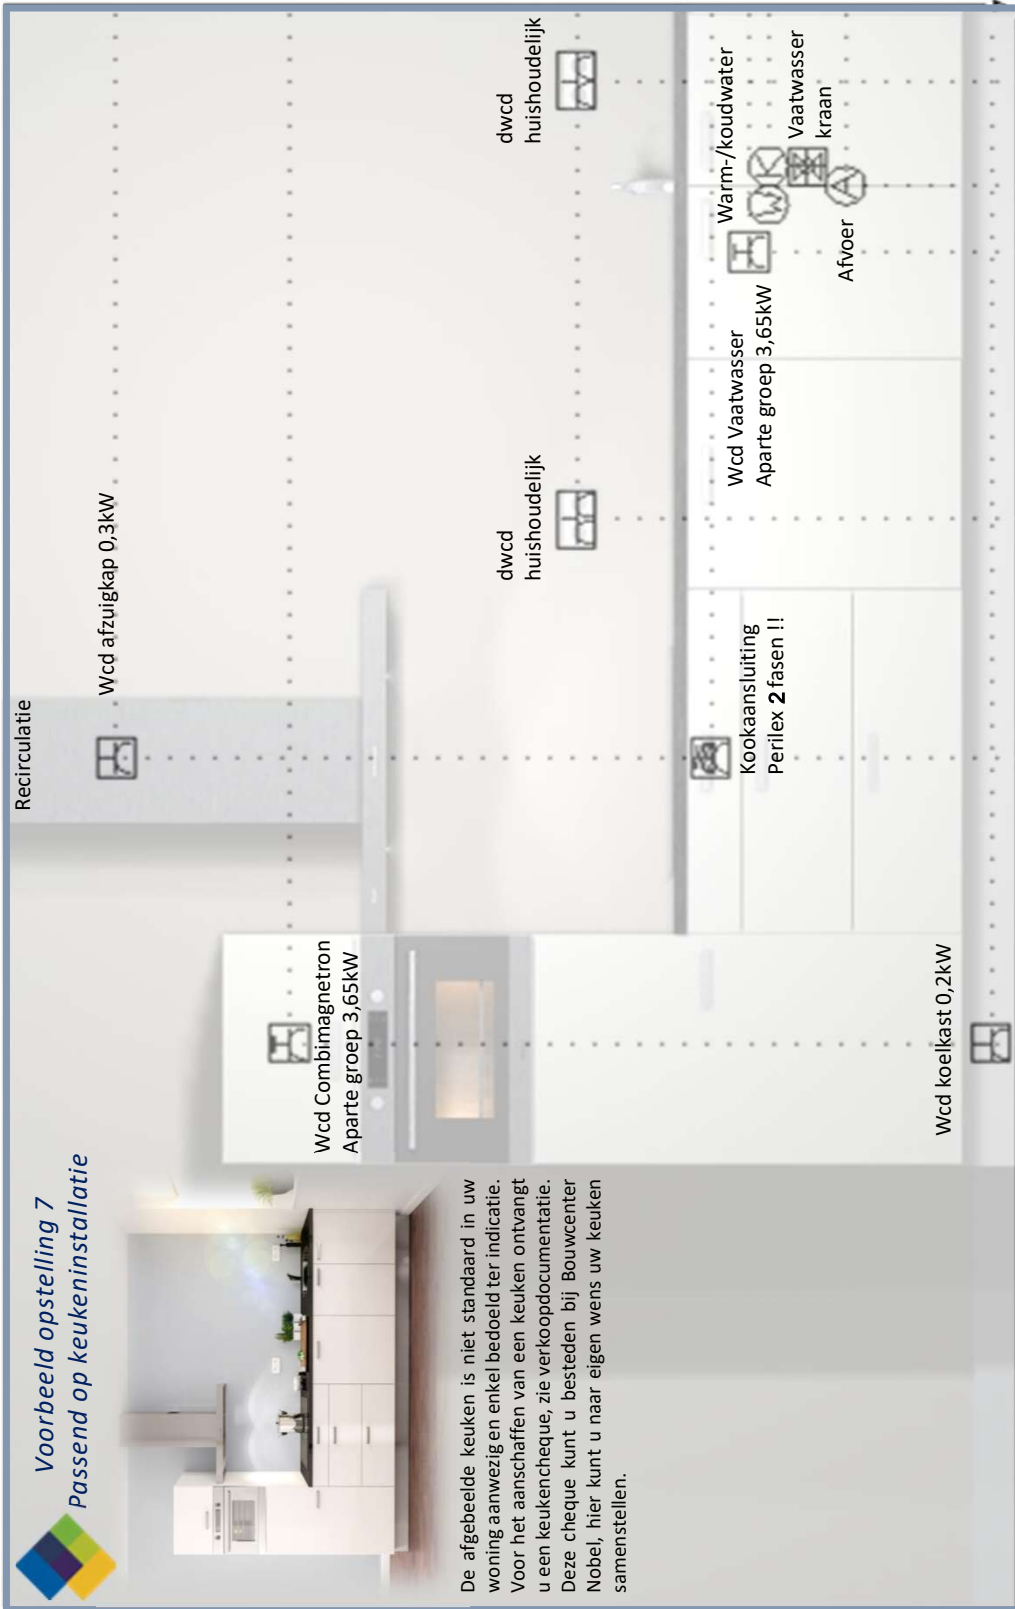 Voorbeeld opstelling 7
Passend op keukeninstallatie
De afgebeelde keuken is niet standaard in uw
woning aanwezig en enkel bedoeld ter indicatie.
Voor het aanschaffen van een keuken ontvangt
u een keukencheque, zie verkoopdocumentatie.
Deze cheque kunt u besteden bij Bouwcenter
Nobel, hier kunt u naar eigen wens uw keuken
samenstellen.
Recirculatie
Wcd afzuigkap 0,3kW
Wcd Combimagnetron
Aparte groep 3,65kW
dwcd
huishoudelijk
dwcd
huishoudelijk
Kookaansluiting
Perilex 2 fasen !!
Wcd Vaatwasser
Aparte groep 3,65kW
Warm-/koudwater
W K
Vaatwasser
kraan
A
Afvoer
Wcd koelkast 0,2kW